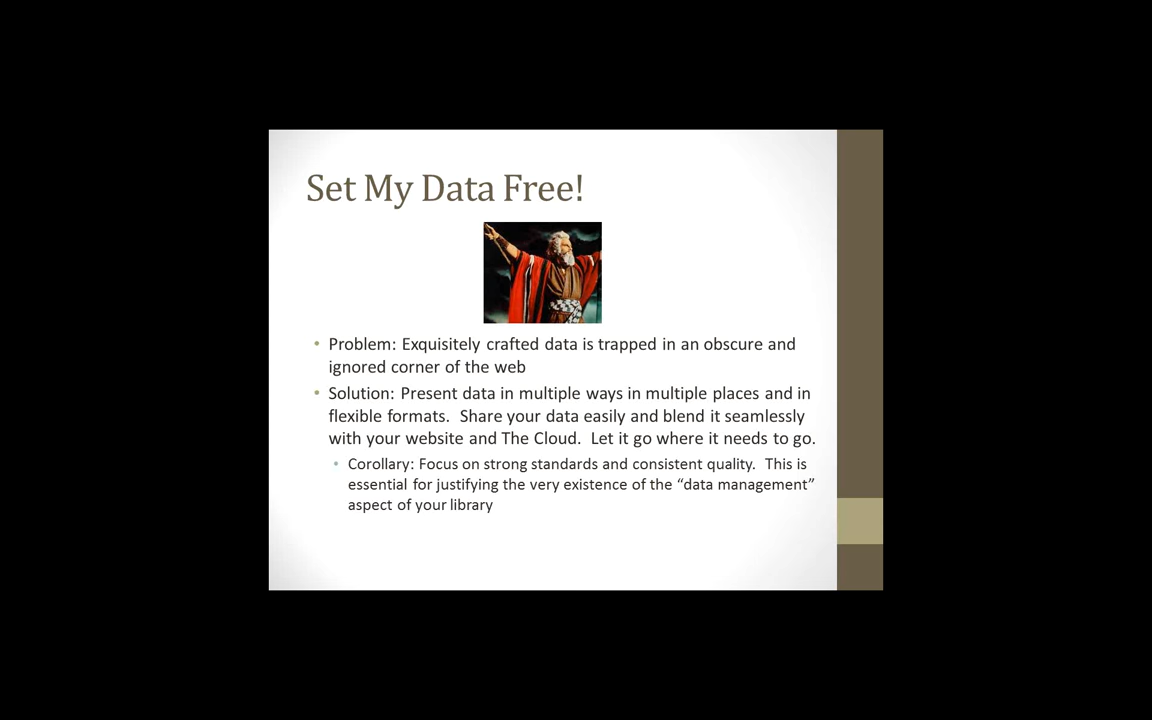 Set My Data Free!
• Problem: Exquisitely crafted data is trapped in an obscure and
ignored corner of the web
• Solution: Present data in multiple ways in multiple places and in
flexible formats.  Share your data easily and blend it seamlessly
with your website and The Cloud.  Let it go where it needs to go.
• Corollary: Focus on strong standards and consistent quality.  This is
essential for justifying the very existence of the “data management”
aspect of your library